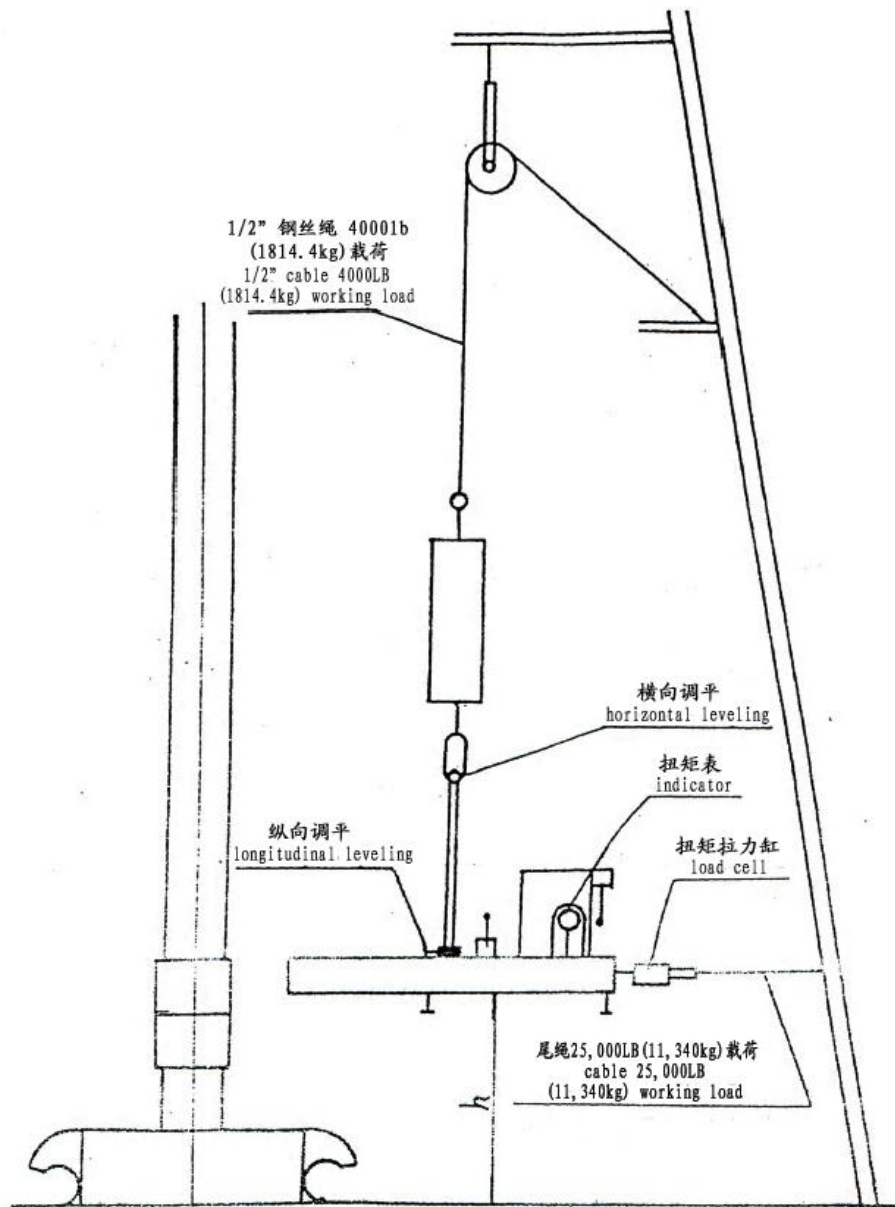 1/2” 钢丝绳 40001b
(1814.4kg)载荷
1/2” cable 4000LB
(1814.4kg) working load
横向调平
horizontal leveling
扭矩表
indicator
纵向调平
longitudinal leveling
扭矩拉力缸
load cell
尾绳25,000LB(11,340kg)载荷
cable 25,000LB
(11,340kg) working load
h